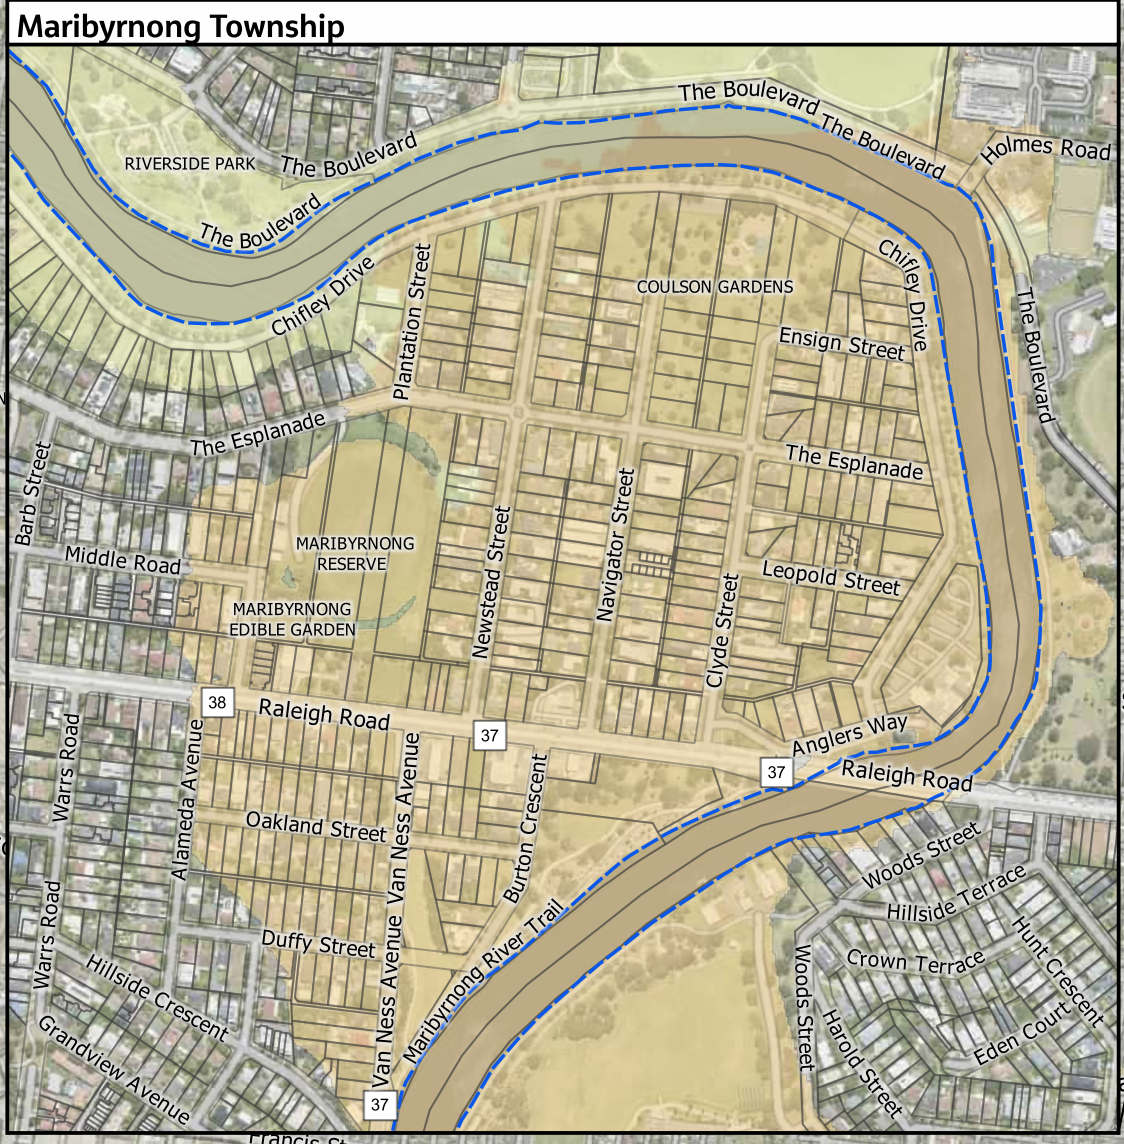 Maribyrnong Township
The Boulevard
The Boulevard
Holmes Road
The Boulevard
RIVERSIDE PARK
The Boulevard
Chifley Drive
Chifley Drive
Plantation Street
COULSON GARDENS
The Boulevard
Ensign Street
The Esplanade
The Esplanade
Barb Street
Middle Road
MARIBYRNONG
RESERVE
Newstead Street
Navigator Street
Leopold Street
Clyde Street
MARIBYRNONG
EDIBLE GARDEN
38
Raleigh Road
37
Anglers Way
37
Raleigh Road
Warrs Road
Alameda Avenue
Van Ness Avenue
Burton Crescent
Oakland Street
Woods Street
Hillside Terrace
Warrs Road
Duffy Street
Van Ness Avenue
Maribyrnong River Trail
Hillside Crescent
Grandview Avenue
Woods Street
Crown Terrace
Hunt Crescent
Harold Street
Eden Court
37
Francis St